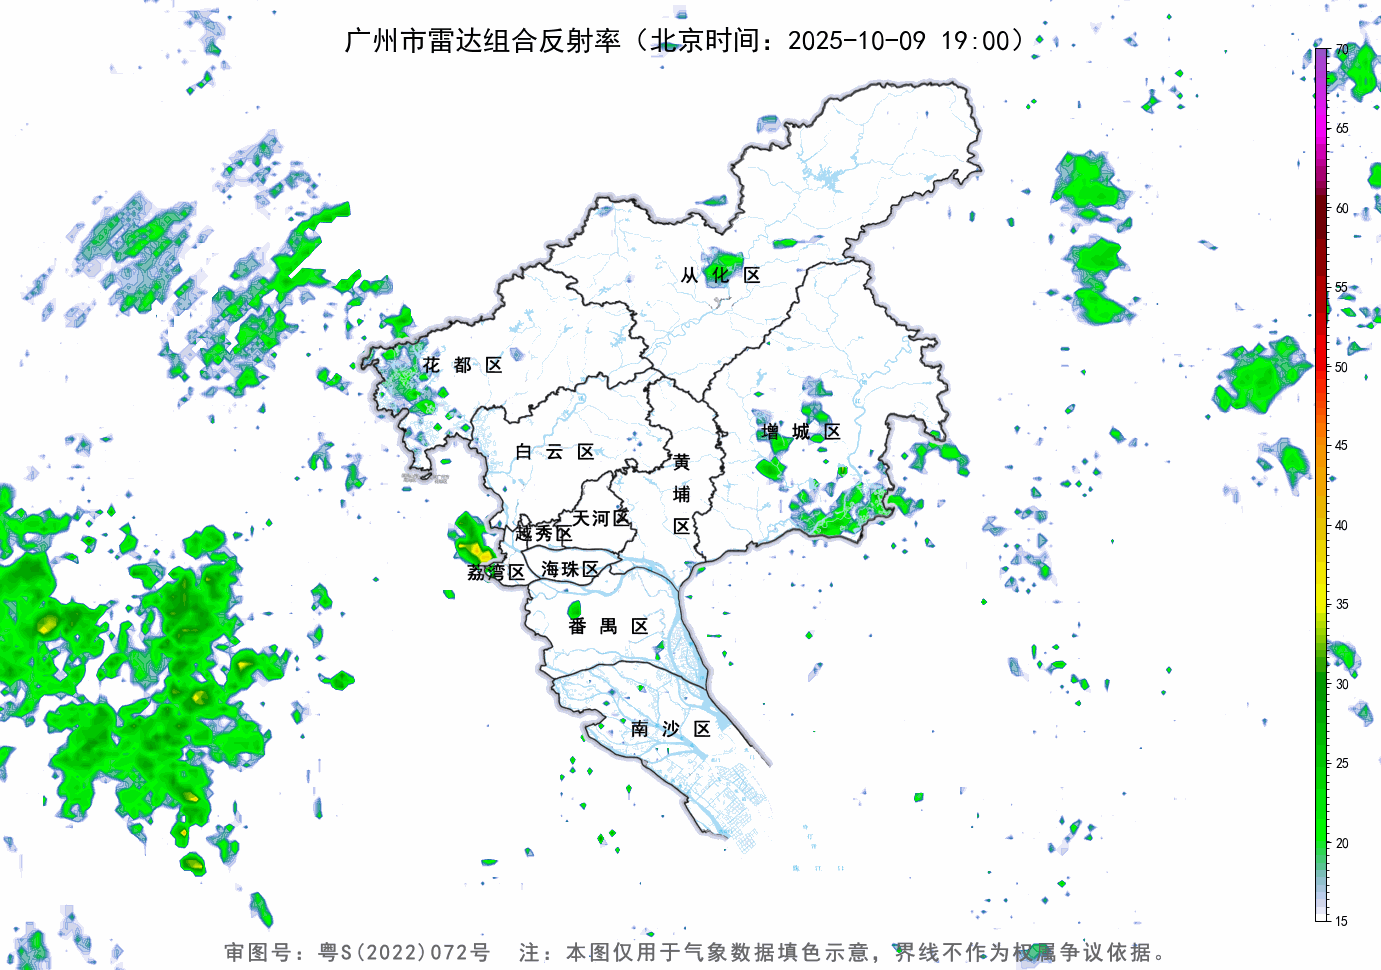 广州市雷达组合反射率（北京时间：2025-10-09 19:00）
70
65
60
55
50
45
40
35
30
25
20
15
从 化 区
花 都 区
增 城 区
白 云 区
黄
埔
区
天河区
越秀区
荔湾区
海珠区
番 禺 区
南 沙 区
审图号：粤S(2022)072号 注：本图仅用于气象数据填色示意，界线不作为权属争议依据。